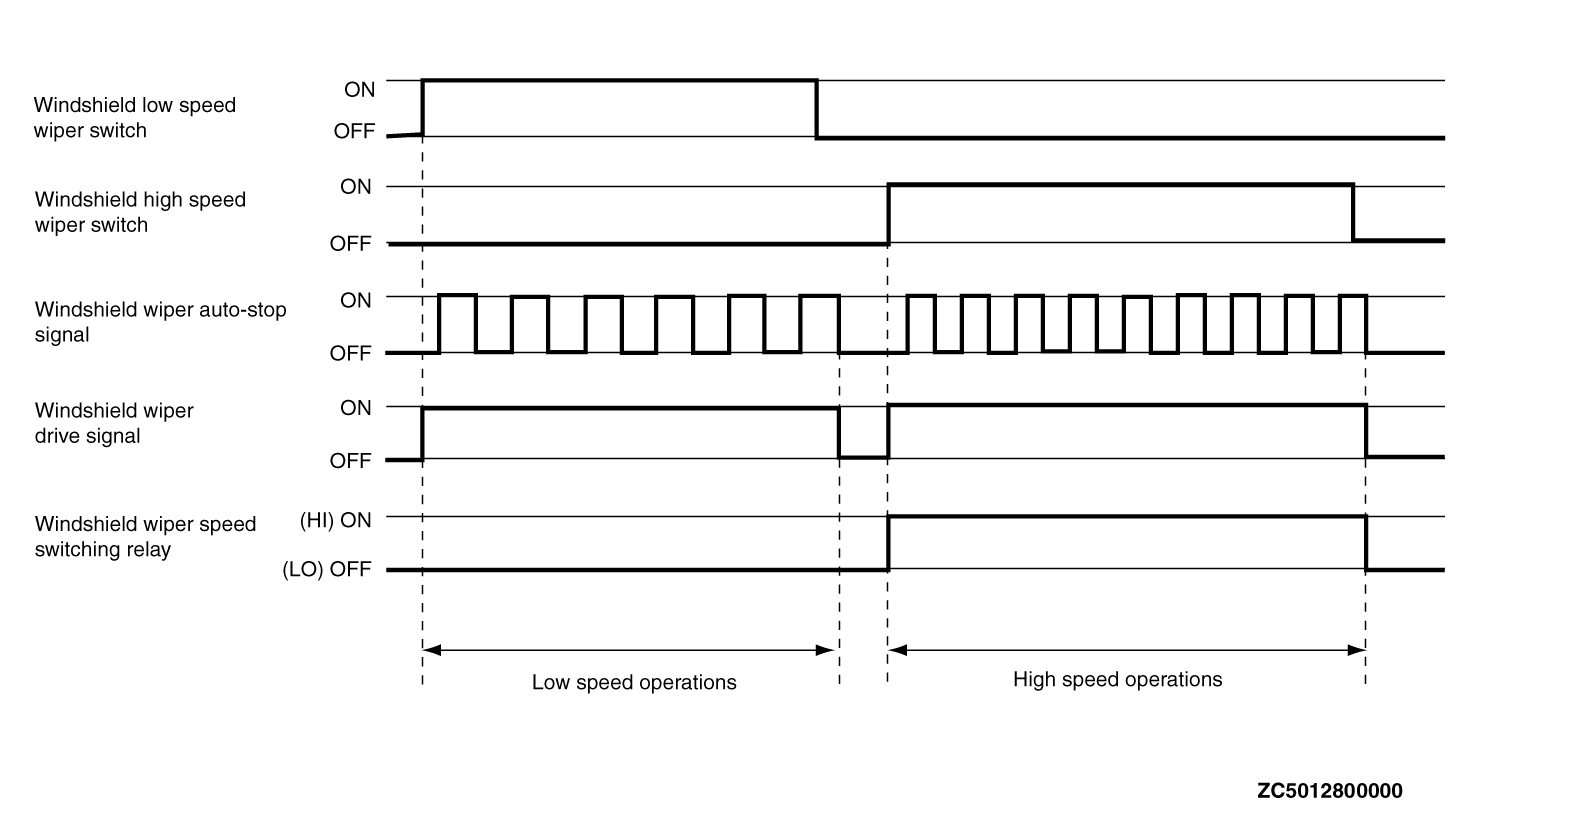 Windshield low speed
wiper switch
ON
OFF
Windshield high speed
wiper switch
ON
OFF
Windshield wiper auto-stop
signal
ON
OFF
Windshield wiper
drive signal
ON
OFF
Windshield wiper speed
switching relay
(HI) ON
(LO) OFF
Low speed operations
High speed operations
ZC5012800000